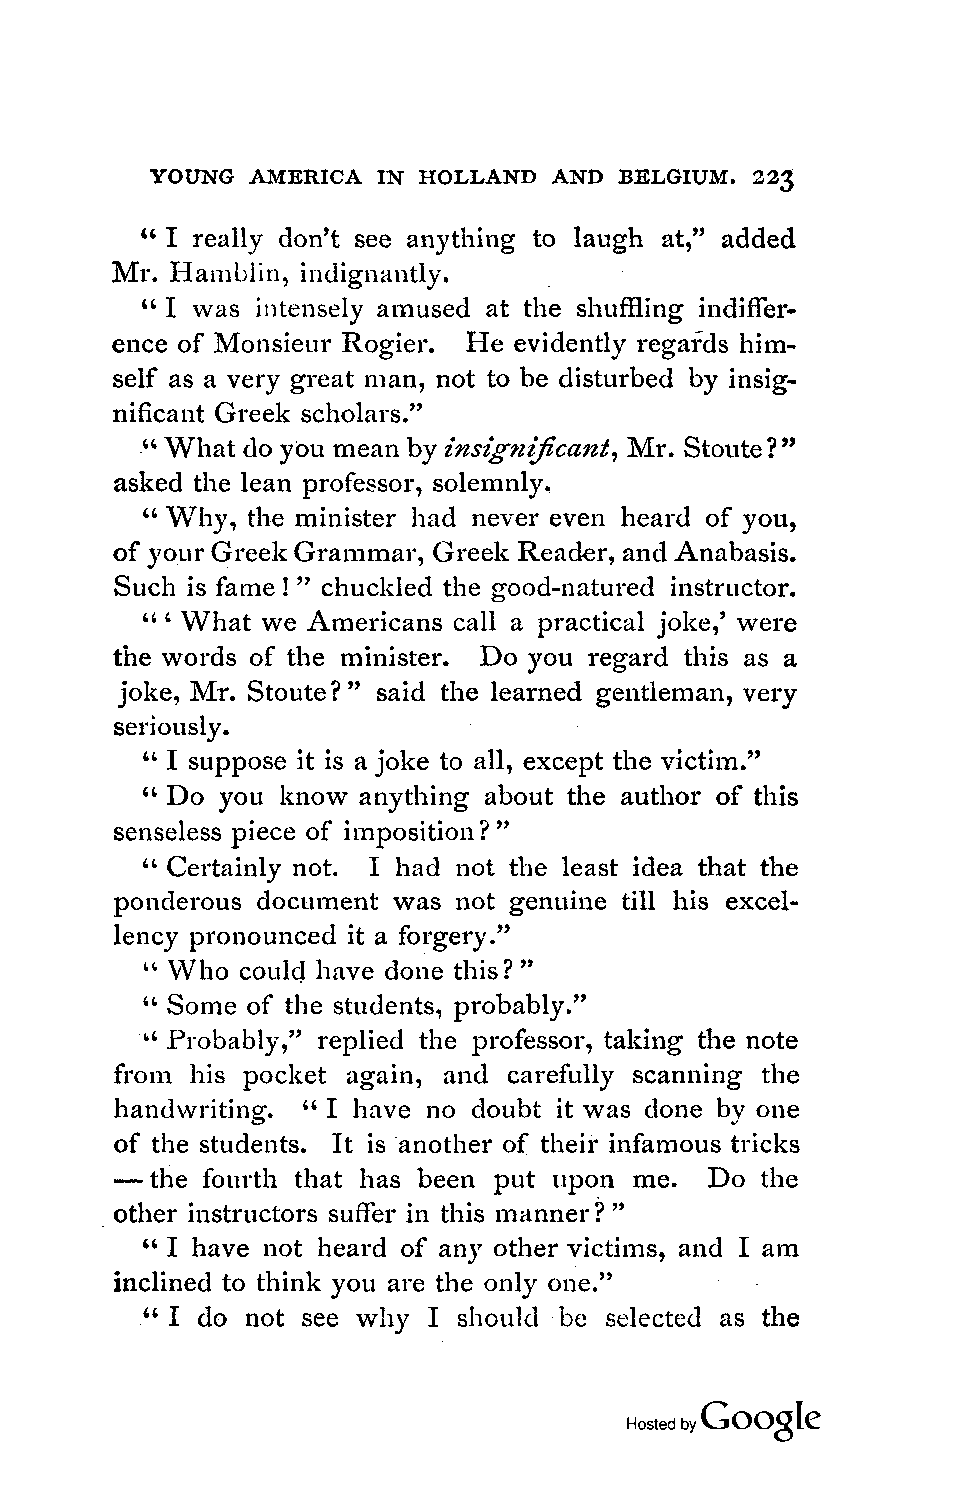 YOUNG AMERICA IN HOLLAND AND BELGIUM. 223
“ I really don’t see anything to laugh at,” added
Mr. Hamblin, indignantly.
“ I was intensely amused at the shuffling indiffer-
ence of Monsieur Rogier. He evidently regards him-
self as a very great man, not to be disturbed by insig-
nificant Greek scholars.”
“ What do you mean by insignificant, Mr. Stoute?”
asked the lean professor, solemnly.
“ Why, the minister had never even heard of you,
of your Greek Grammar, Greek Reader, and Anabasis.
Such is fame! ” chuckled the good-natured instructor.
“ ‘ What we Americans call a practical joke,’ were
the words of the minister. Do you regard this as a
joke, Mr. Stoute? ” said the learned gentleman, very
seriously.
“ I suppose it is a joke to all, except the victim.”
“ Do you know anything about the author of this
senseless piece of imposition? ”
“ Certainly not. I had not the least idea that the
ponderous document was not genuine till his excel-
lency pronounced it a forgery.”
“ Who could have done this? ”
“ Some of the students, probably.”
“ Probably,” replied the professor, taking the note
from his pocket again, and carefully scanning the
handwriting. “ I have no doubt it was done by one
of the students. It is another of their infamous tricks
— the fourth that has been put upon me. Do the
other instructors suffer in this manner? ”
“ I have not heard of any other victims, and I am
inclined to think you are the only one.”
“ I do not see why I should be selected as the
Hosted by Google